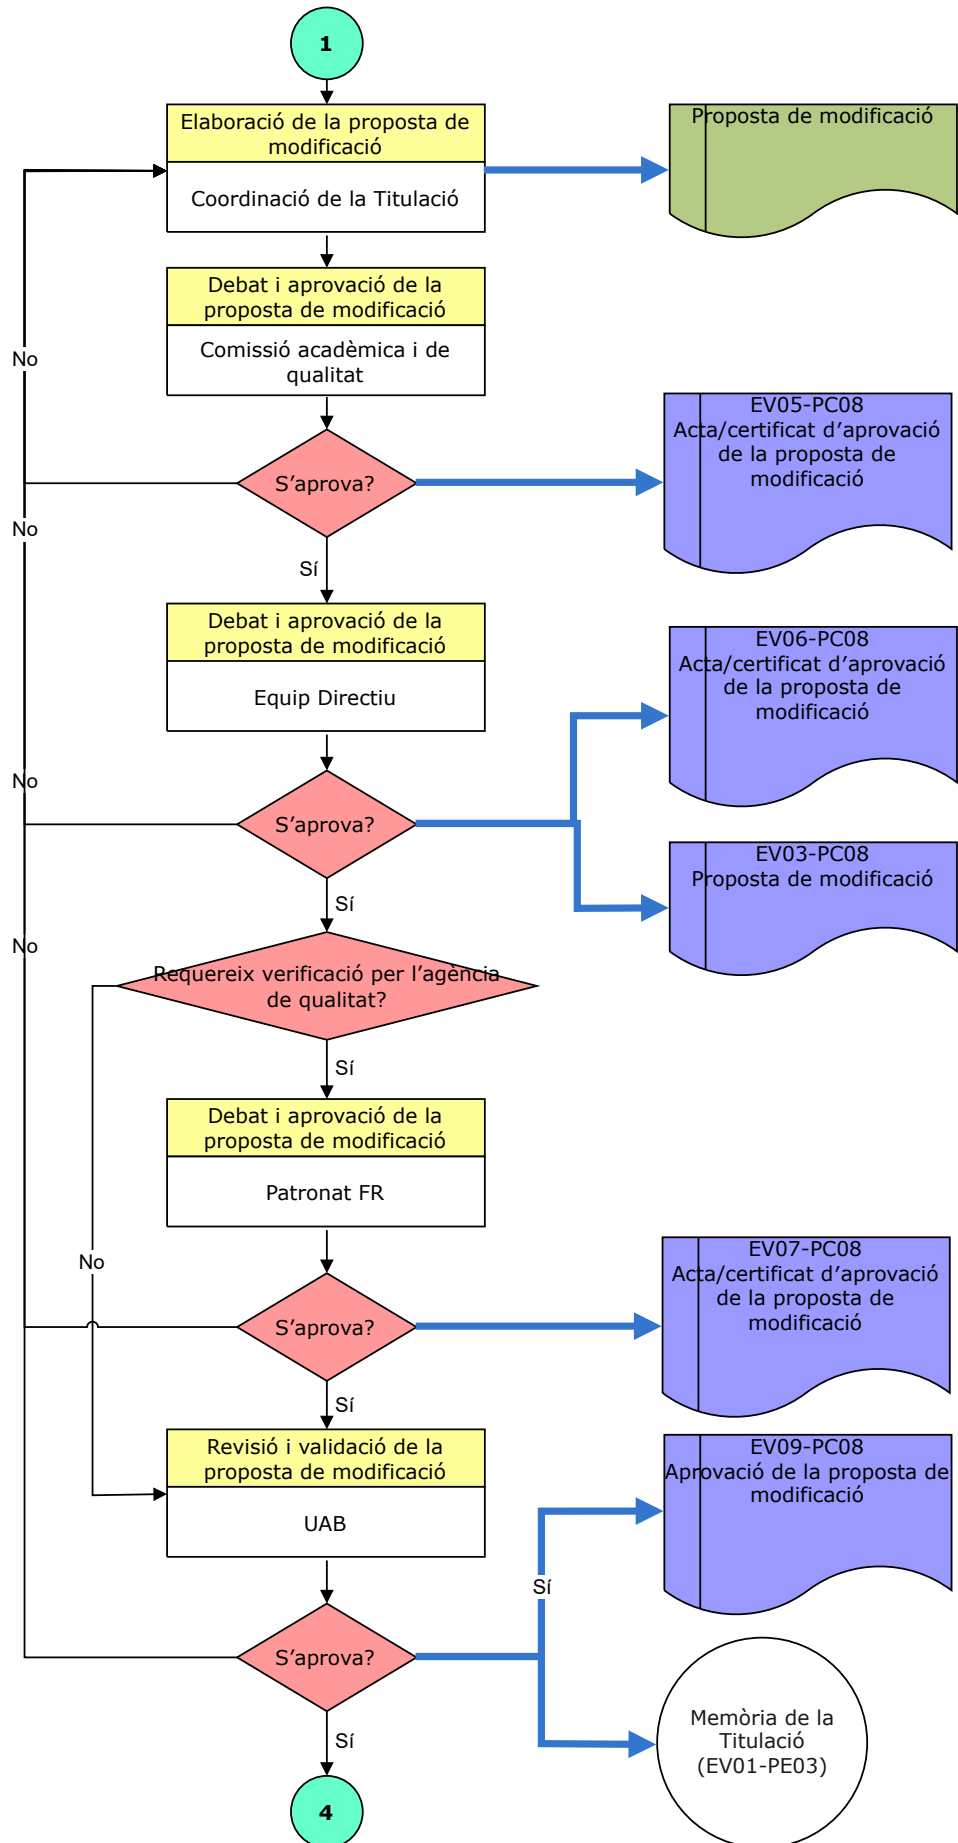 1
Elaboració de la proposta de
modificació
Coordinació de la Titulació
Proposta de modificació
Debat i aprovació de la
proposta de modificació
Comissió acadèmica i de
qualitat
No
S’aprova?
EV05-PC08
Acta/certificat d’aprovació
de la proposta de
modificació
No
Sí
Debat i aprovació de la
proposta de modificació
Equip Directiu
EV06-PC08
Acta/certificat d’aprovació
de la proposta de
modificació
No
S’aprova?
EV03-PC08
Proposta de modificació
Sí
No
Requereix verificació per l’agència
de qualitat?
Sí
Debat i aprovació de la
proposta de modificació
Patronat FR
No
S’aprova?
EV07-PC08
Acta/certificat d’aprovació
de la proposta de
modificació
Sí
Revisió i validació de la
proposta de modificació
UAB
EV09-PC08
Aprovació de la proposta de
modificació
Sí
S’aprova?
Memòria de la
Titulació
(EV01-PE03)
Sí
4